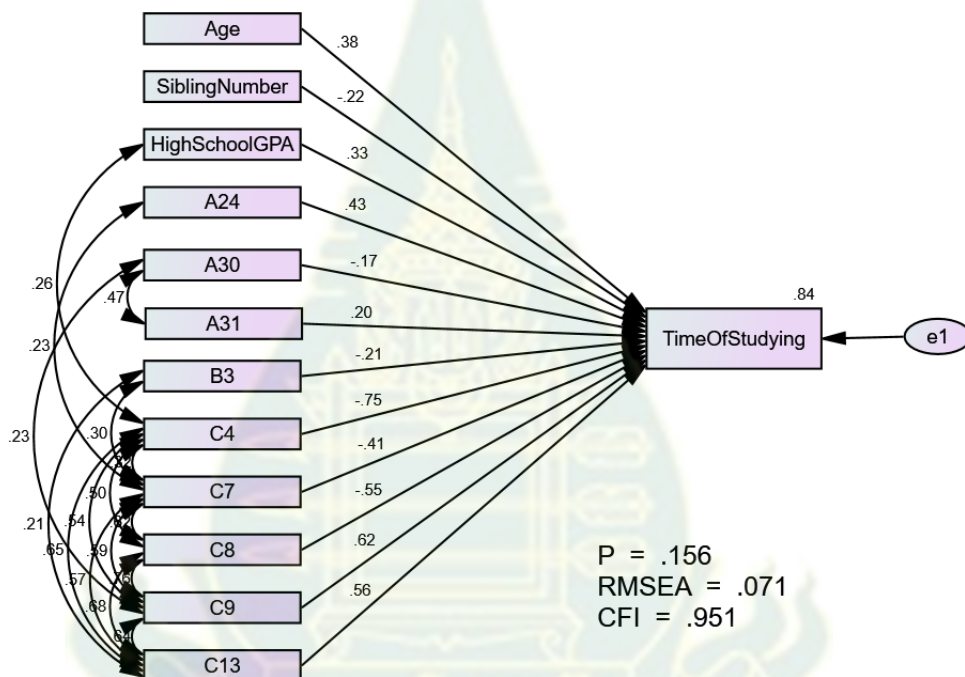 Age
.38
SiblingNumber
-.22
HighSchoolGPA
.33
A24
.43
A30
-.17
.26
.47
A31
.20
.84
TimeOfStudying
e1
.23
B3
-.21
C4
-.75
.23
.30
C7
-.41
.50
.54
C8
-.55
.21
.65
.59
.57
C9
.62
.68
C13
.56
.64
P = .156
RMSEA = .071
CFI = .951